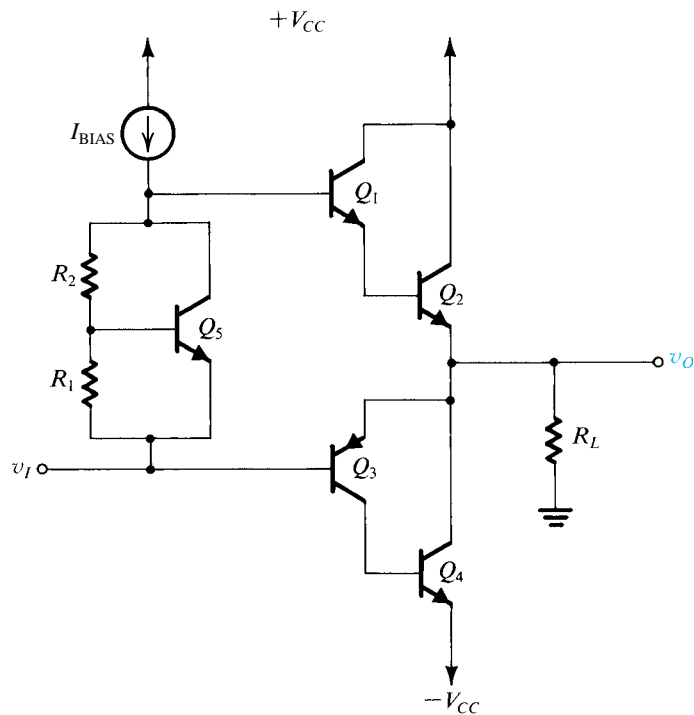 +V_CC
I_BIAS
Q_1
R_2
Q_2
Q_5
v_O
R_1
R_L
v_I
Q_3
Q_4
−V_CC